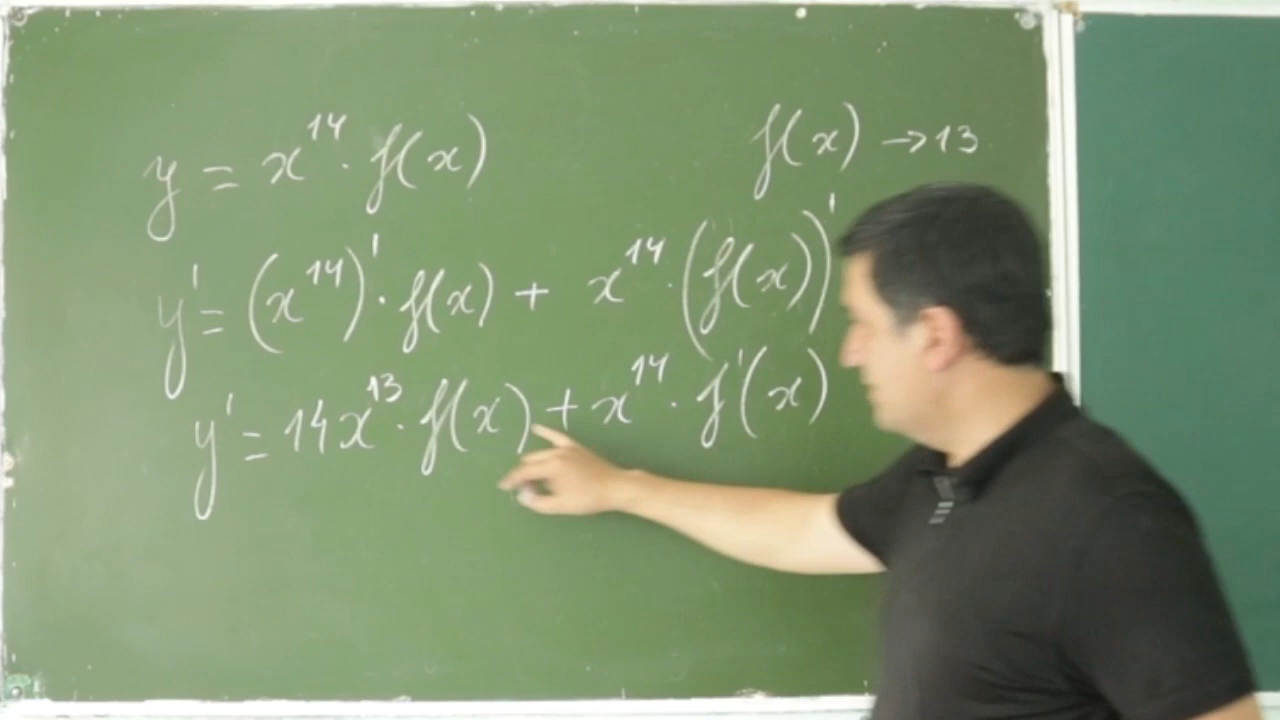 y = x¹⁴ · f(x)
f(x) → 13
y' = (x¹⁴)' · f(x) + x¹⁴ · (f(x))'
y' = 14x¹³ · f(x) + x¹⁴ · f'(x)